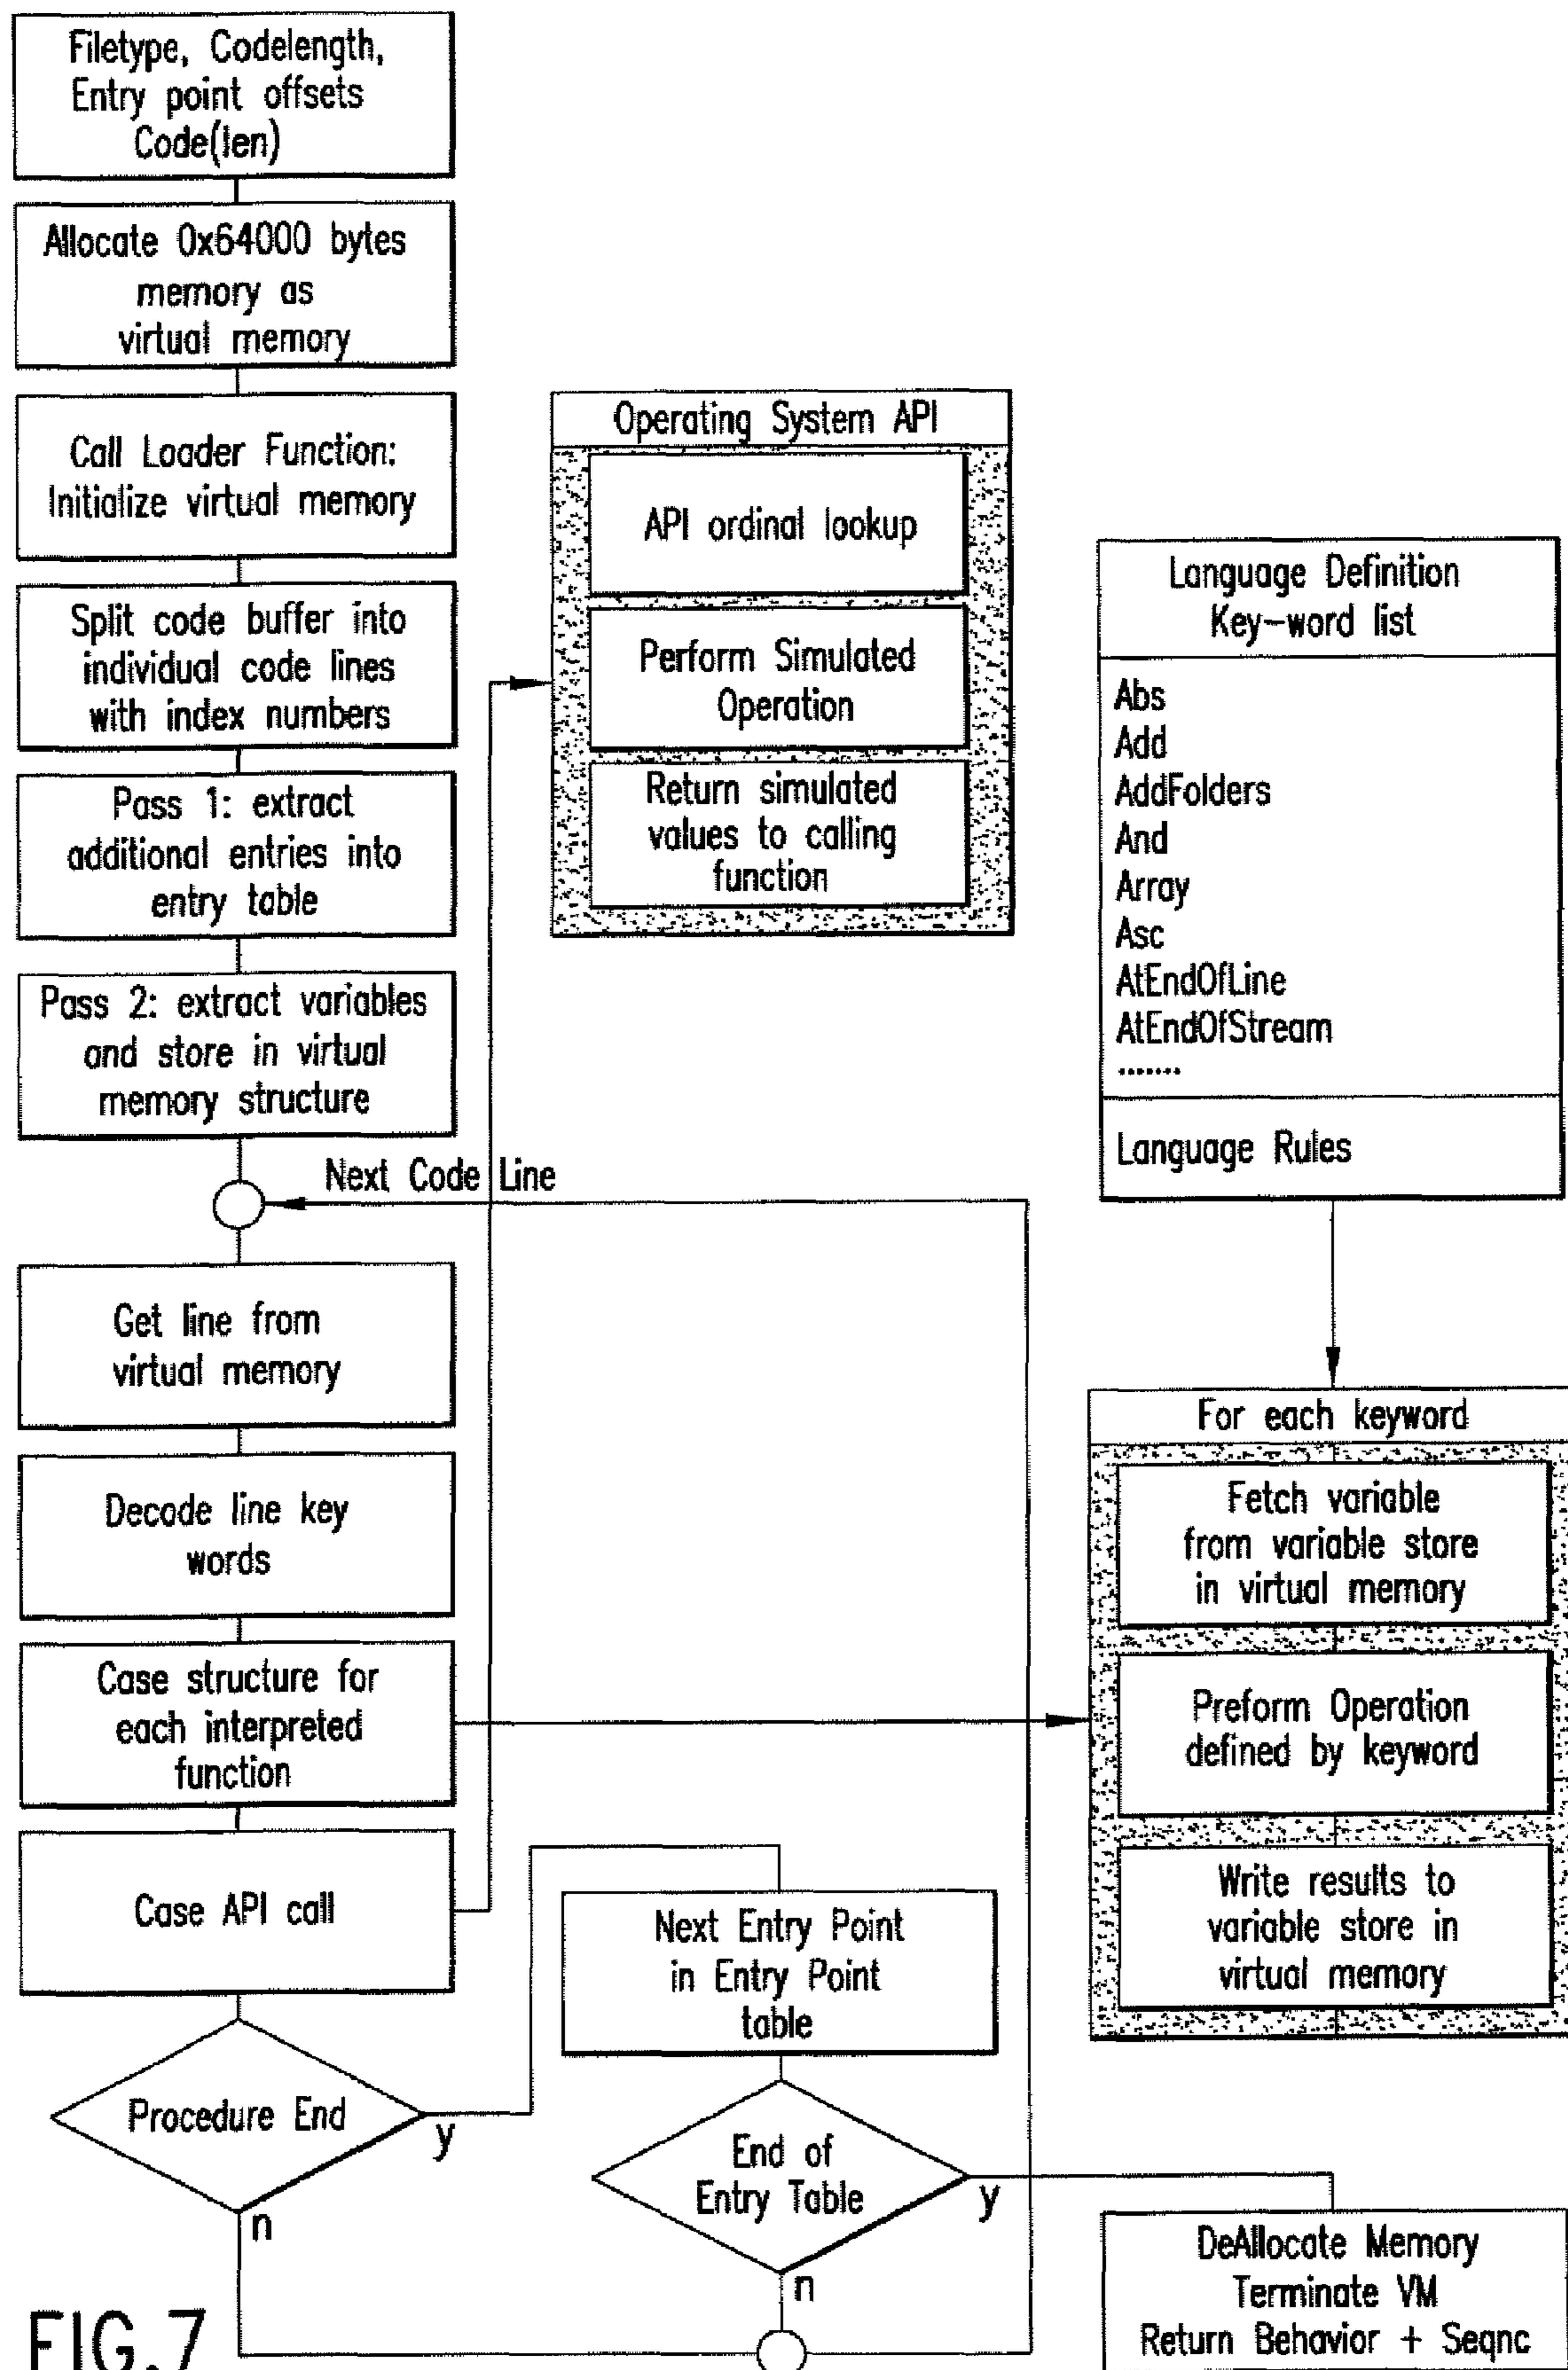 Filetype, Codelength,
Entry point offsets
Code(len)
Allocate 0x64000 bytes
memory as
virtual memory
Call Loader Function:
Initialize virtual memory
Split code buffer into
individual code lines
with index numbers
Pass 1: extract
additional entries into
entry table
Pass 2: extract variables
and store in virtual
memory structure
Next Code Line
Get line from
virtual memory
Decode line key
words
Case structure for
each interpreted
function
Case API call
Procedure End
y
n
Operating System API
API ordinal lookup
Perform Simulated
Operation
Return simulated
values to calling
function
Next Entry Point
in Entry Point
table
End of
Entry Table
y
n
Language Definition
Key-word list
Abs
Add
AddFolders
And
Array
Asc
AtEndOfLine
AtEndOfStream
.......
Language Rules
For each keyword
Fetch variable
from variable store
in virtual memory
Preform Operation
defined by keyword
Write results to
variable store in
virtual memory
DeAllocate Memory
Terminate VM
Return Behavior + Seqnc
FIG.7